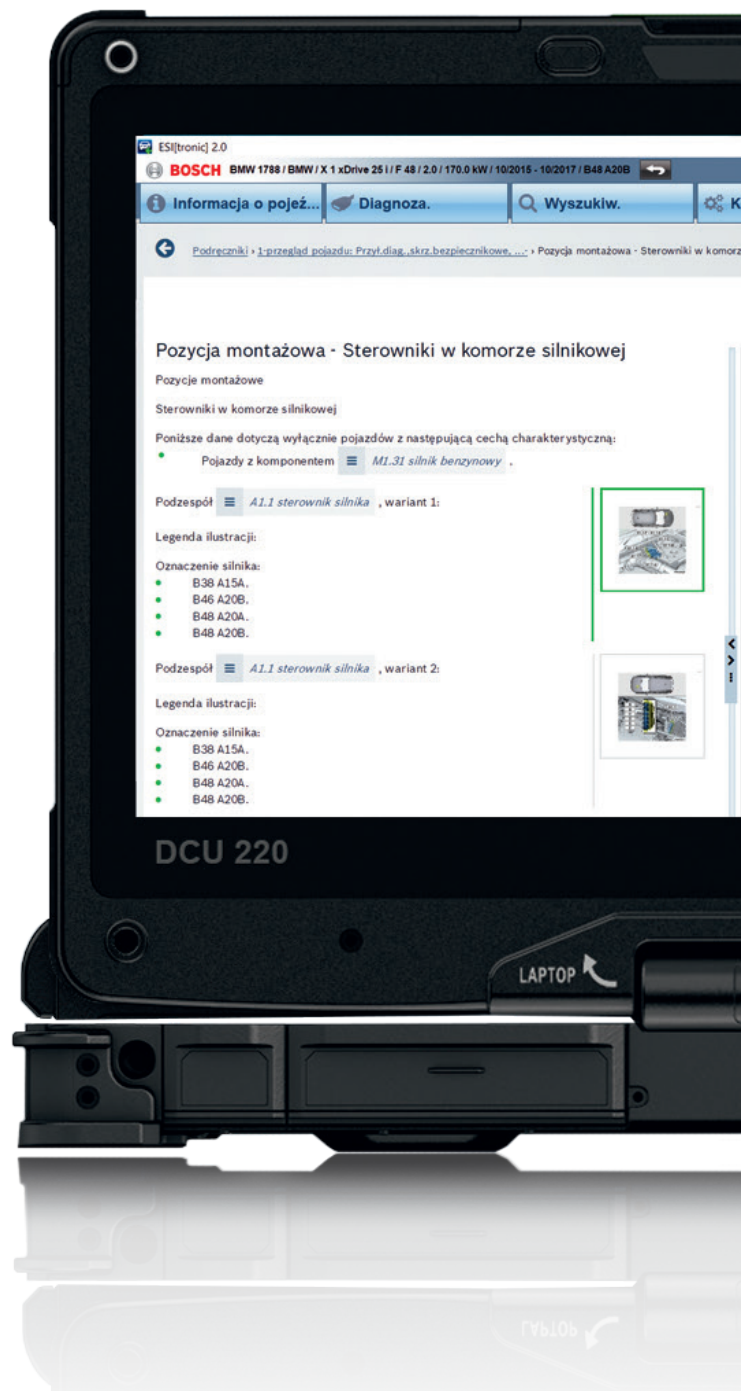 ESI[tronic] 2.0
BOSCH BMW 1788 / BMW / X 1 xDrive 25 i / F 48 / 2.0 / 170.0 kW / 10/2015 - 10/2017 / B48 A20B
Informacja o pojeź... Diagnoza. Wyszukiw. K
Podręczniki › 1-przegląd pojazdu: Przył.diag.,skrz.bezpiecznikowe, ...- › Pozycja montażowa - Sterowniki w komorz
Pozycja montażowa - Sterowniki w komorze silnikowej
Pozycje montażowe
Sterowniki w komorze silnikowej
Poniższe dane dotyczą wyłącznie pojazdów z następującą cechą charakterystyczną:
• Pojazdy z komponentem M1.31 silnik benzynowy .
Podzespół A1.1 sterownik silnika , wariant 1:
Legenda ilustracji:
Oznaczenie silnika:
• B38 A15A.
• B46 A20B.
• B48 A20A.
• B48 A20B.
Podzespół A1.1 sterownik silnika , wariant 2:
Legenda ilustracji:
Oznaczenie silnika:
• B38 A15A.
• B46 A20B.
• B48 A20A.
• B48 A20B.
DCU 220
LAPTOP